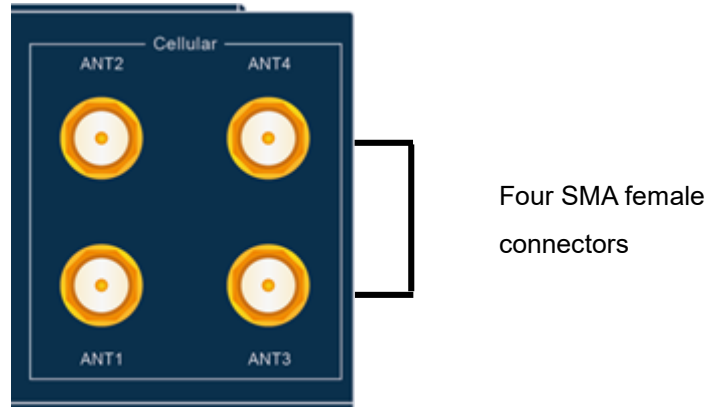 Cellular
ANT2
ANT4
ANT1
ANT3
Four SMA female
connectors